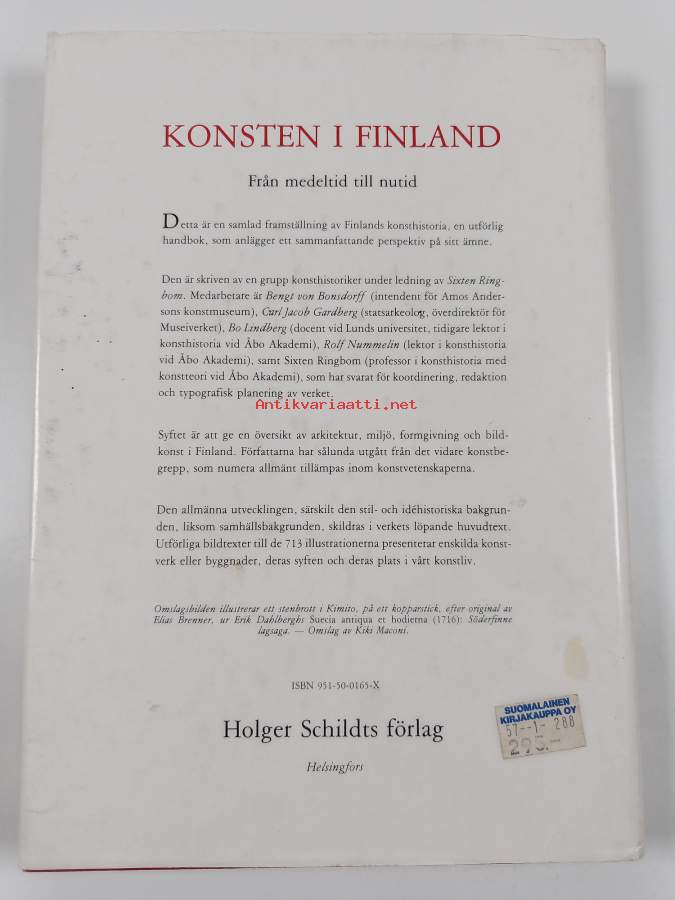 KONSTEN I FINLAND
Från medeltid till nutid
Detta är en samlad framställning av Finlands konsthistoria, en utförlig
handbok, som anlägger ett sammanfattande perspektiv på sitt ämne.
Den är skriven av en grupp konsthistoriker under ledning av Sixten Ring-
bom. Medarbetare är Bengt von Bonsdorff (intendent för Amos Ander-
sons konstmuseum), Carl Jacob Gardberg (statsarkeolog, överdirektör för
Museiverket), Bo Lindberg (docent vid Lunds universitet, tidigare lektor i
konsthistoria vid Åbo Akademi), Rolf Nummelin (lektor i konsthistoria
vid Åbo Akademi), samt Sixten Ringbom (professor i konsthistoria med
konstteori vid Åbo Akademi), som har svarat för koordinering, redaktion
och typografisk planering av verket.
Antikvariaatti.net
Syftet är att ge en översikt av arkitektur, miljö, formgivning och bild-
konst i Finland. Författarna har sålunda utgått från det vidare konstbe-
grepp, som numera allmänt tillämpas inom konstvetenskaperna.
Den allmänna utvecklingen, särskilt den stil- och idéhistoriska bakgrun-
den, liksom samhällsbakgrunden, skildras i verkets löpande huvudtext.
Utförliga bildtexter till de 713 illustrationerna presenterar enskilda konst-
verk eller byggnader, deras syften och deras plats i vårt konstliv.
Omslagsbilden illustrerar ett stenbrott i Kimito, på ett kopparstick, efter original av
Elias Brenner, ur Erik Dahlberghs Suecia antiqua et hodierna (1716): Söderfinne
lagsaga. — Omslag av Kiki Maconi.
ISBN 951-50-0165-X
Holger Schildts förlag
Helsingfors
SUOMALAINEN
KIRJAKAUPPA OY
57--1- 288
295.-